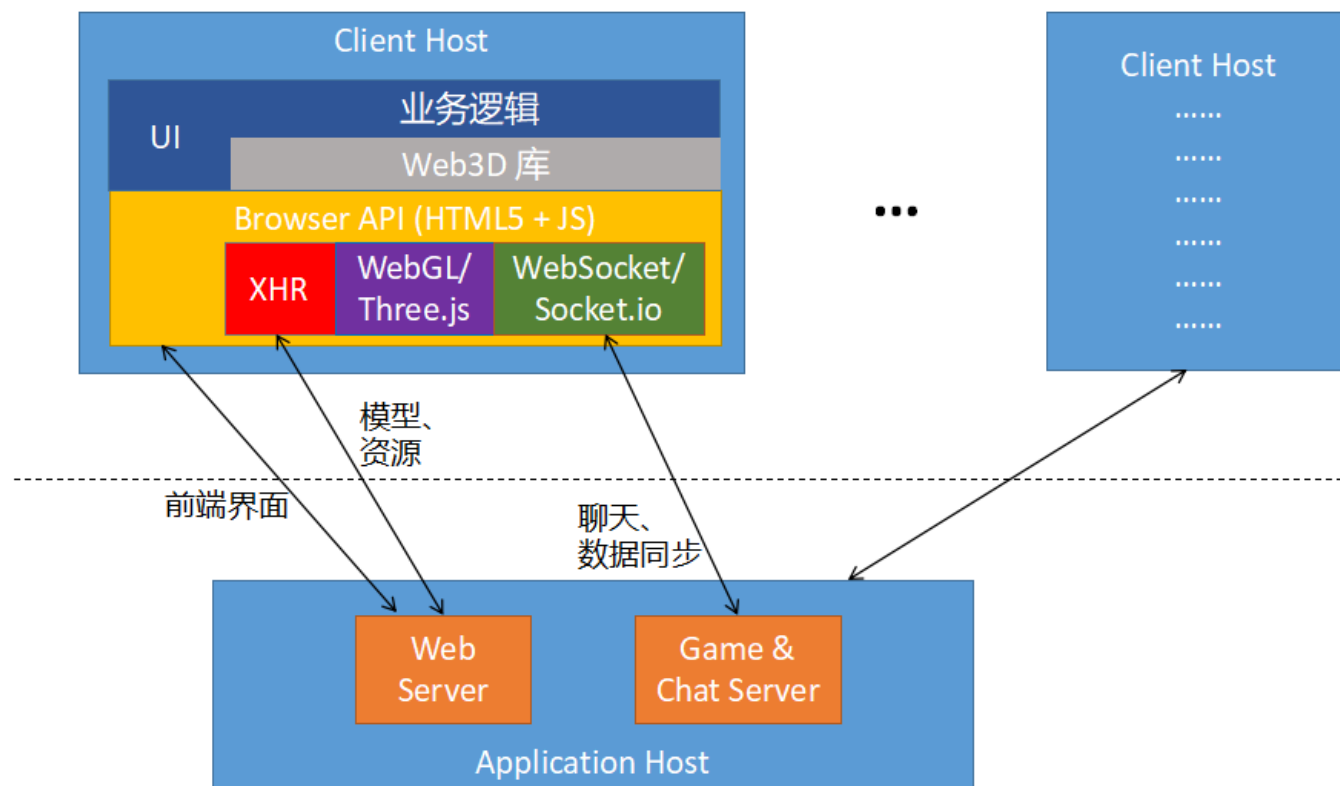 Client Host
UI
业务逻辑
Web3D 库
Browser API (HTML5 + JS)
XHR
WebGL/
Three.js
WebSocket/
Socket.io
...
Client Host
......
......
......
......
......
......
模型、
资源
前端界面
聊天、
数据同步
Web
Server
Game &
Chat Server
Application Host